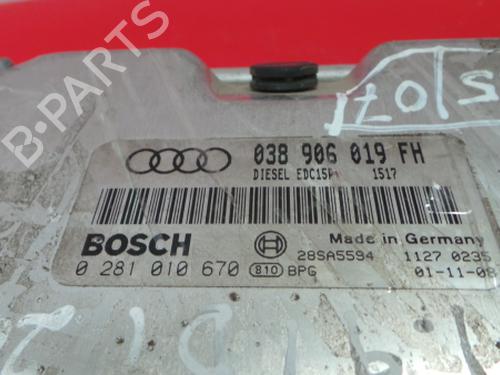 B-PARTS
5107
038 906 019 FH
DIESEL EDC15P+ 1517
BOSCH
Made in Germany
0 281 010 670 810 BPG 28SA5594 1127 0235
01-11-08